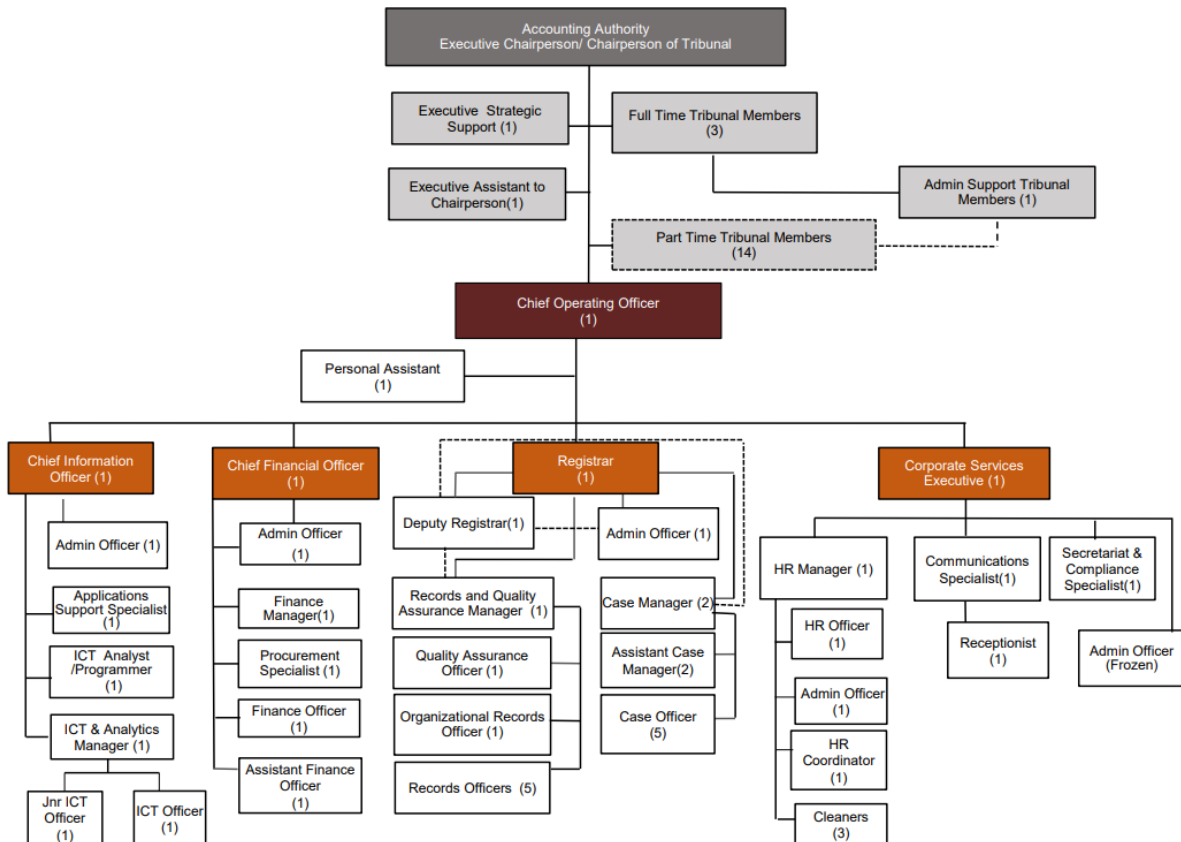 Accounting Authority
Executive Chairperson/ Chairperson of Tribunal
Executive Strategic
Support (1)
Full Time Tribunal Members
(3)
Executive Assistant to
Chairperson(1)
Admin Support Tribunal
Members (1)
Part Time Tribunal Members
(14)
Chief Operating Officer
(1)
Personal Assistant
(1)
Chief Information
Officer (1)
Chief Financial Officer
(1)
Registrar
(1)
Corporate Services
Executive (1)
Admin Officer (1)
Applications
Support Specialist
(1)
ICT Analyst
/Programmer
(1)
ICT & Analytics
Manager (1)
Jnr ICT
Officer
(1)
ICT Officer
(1)
Admin Officer
(1)
Finance
Manager(1)
Procurement
Specialist (1)
Finance Officer
(1)
Assistant Finance
Officer
(1)
Deputy Registrar(1)
Admin Officer (1)
Records and Quality
Assurance Manager (1)
Quality Assurance
Officer (1)
Organizational Records
Officer (1)
Records Officers (5)
Case Manager (2)
Assistant Case
Manager(2)
Case Officer
(5)
HR Manager (1)
HR Officer
(1)
Admin Officer
(1)
HR
Coordinator
(1)
Cleaners
(3)
Communications
Specialist(1)
Receptionist
(1)
Secretariat &
Compliance
Specialist(1)
Admin Officer
(Frozen)